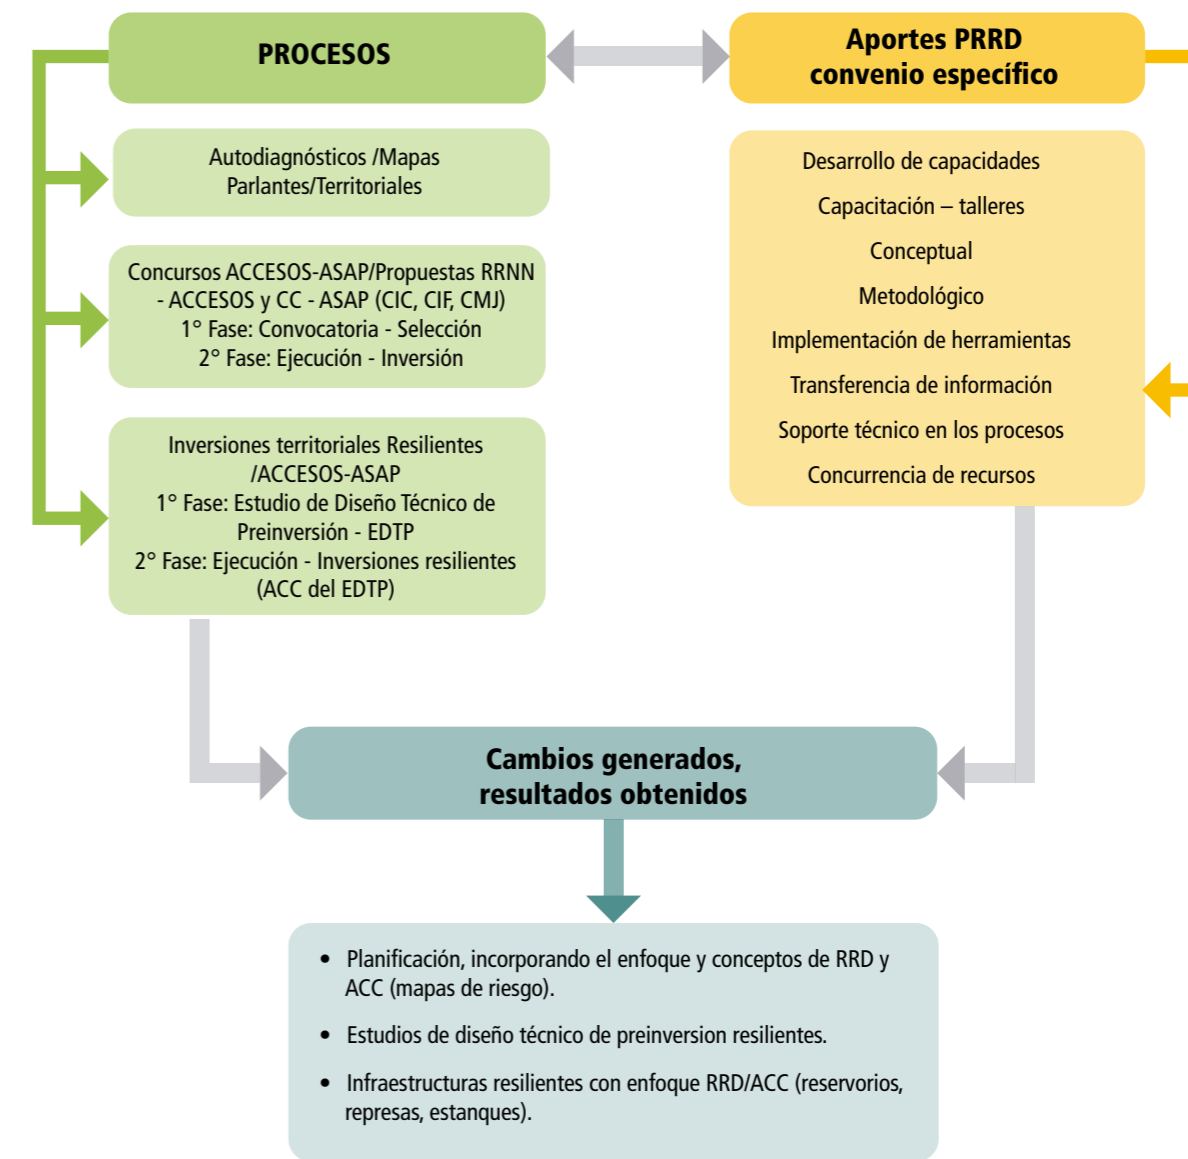 PROCESOS
Autodiagnósticos /Mapas
Parlantes/Territoriales
Concursos ACCESOS-ASAP/Propuestas RRNN
- ACCESOS y CC - ASAP (CIC, CIF, CMJ)
1° Fase: Convocatoria - Selección
2° Fase: Ejecución - Inversión
Inversiones territoriales Resilientes
/ACCESOS-ASAP
1° Fase: Estudio de Diseño Técnico de
Preinversión - EDTP
2° Fase: Ejecución - Inversiones resilientes
(ACC del EDTP)
Aportes PRRD
convenio específico
Desarrollo de capacidades
Capacitación – talleres
Conceptual
Metodológico
Implementación de herramientas
Transferencia de información
Soporte técnico en los procesos
Concurrencia de recursos
Cambios generados,
resultados obtenidos
• Planificación, incorporando el enfoque y conceptos de RRD y
ACC (mapas de riesgo).
• Estudios de diseño técnico de preinversion resilientes.
• Infraestructuras resilientes con enfoque RRD/ACC (reservorios,
represas, estanques).